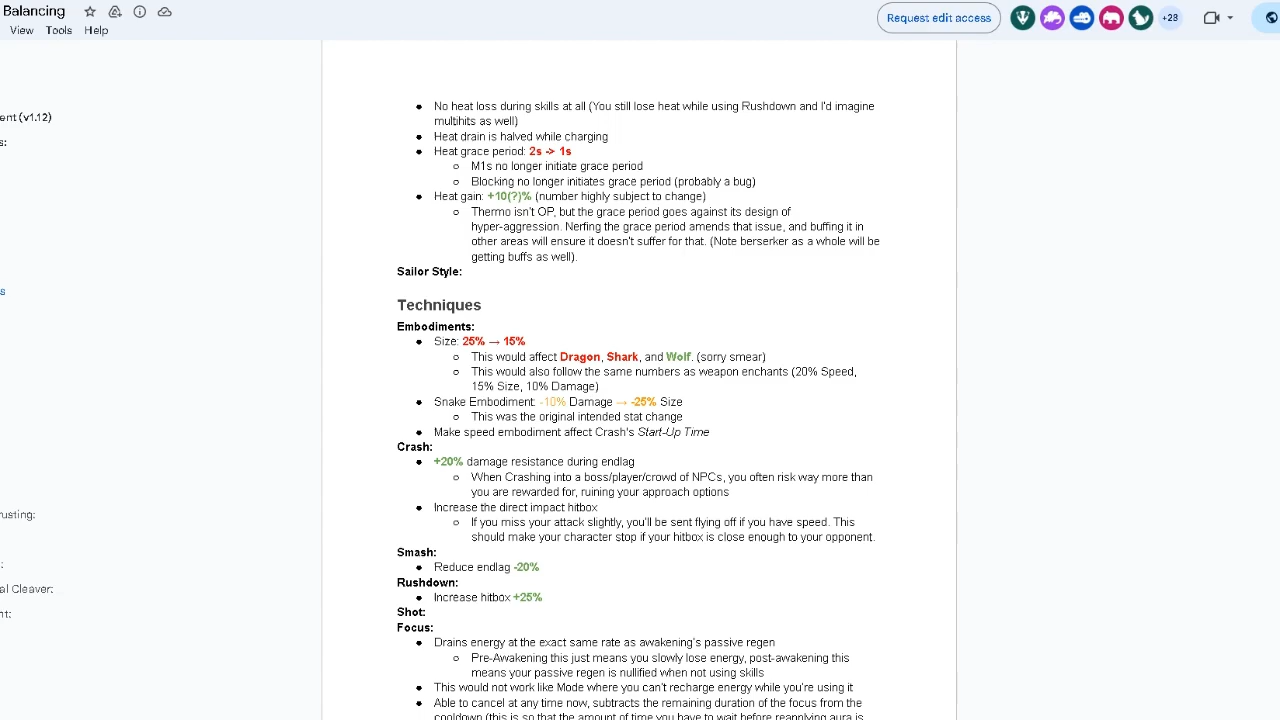 Balancing
Request edit access
+28
View Tools Help
ent (v1.12)
s:
s
rusting:
:
al Cleaver:
nt:
No heat loss during skills at all (You still lose heat while using Rushdown and I'd imagine
multihits as well)
Heat drain is halved while charging
Heat grace period: 2s -> 1s
M1s no longer initiate grace period
Blocking no longer initiates grace period (probably a bug)
Heat gain: +10(?)% (number highly subject to change)
Thermo isn't OP, but the grace period goes against its design of
hyper-aggression. Nerfing the grace period amends that issue, and buffing it in
other areas will ensure it doesn't suffer for that. (Note berserker as a whole will be
getting buffs as well).
Sailor Style:
Techniques
Embodiments:
Size: 25% → 15%
This would affect Dragon, Shark, and Wolf. (sorry smear)
This would also follow the same numbers as weapon enchants (20% Speed,
15% Size, 10% Damage)
Snake Embodiment: -10% Damage → -25% Size
This was the original intended stat change
Make speed embodiment affect Crash's Start-Up Time
Crash:
+20% damage resistance during endlag
When Crashing into a boss/player/crowd of NPCs, you often risk way more than
you are rewarded for, ruining your approach options
Increase the direct impact hitbox
If you miss your attack slightly, you'll be sent flying off if you have speed. This
should make your character stop if your hitbox is close enough to your opponent.
Smash:
Reduce endlag -20%
Rushdown:
Increase hitbox +25%
Shot:
Focus:
Drains energy at the exact same rate as awakening's passive regen
Pre-Awakening this just means you slowly lose energy, post-awakening this
means your passive regen is nullified when not using skills
This would not work like Mode where you can't recharge energy while you're using it
Able to cancel at any time now, subtracts the remaining duration of the focus from the
cooldown (this is so that the amount of time you have to wait before reapplying aura is